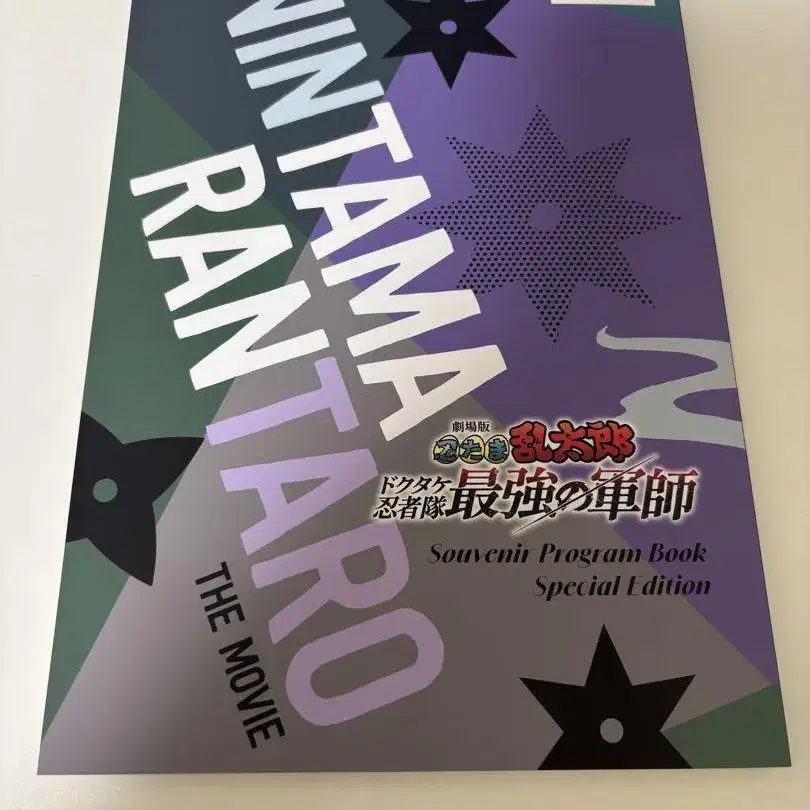 NINTAMA
RANTARO
THE MOVIE
劇場版
忍たま乱太郎
ドクタケ
忍者隊
最強の軍師
Souvenir Program Book
Special Edition